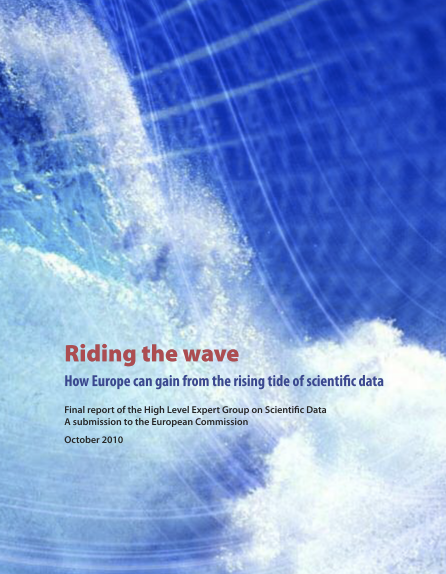 Riding the wave
How Europe can gain from the rising tide of scientific data
Final report of the High Level Expert Group on Scientific Data
A submission to the European Commission
October 2010